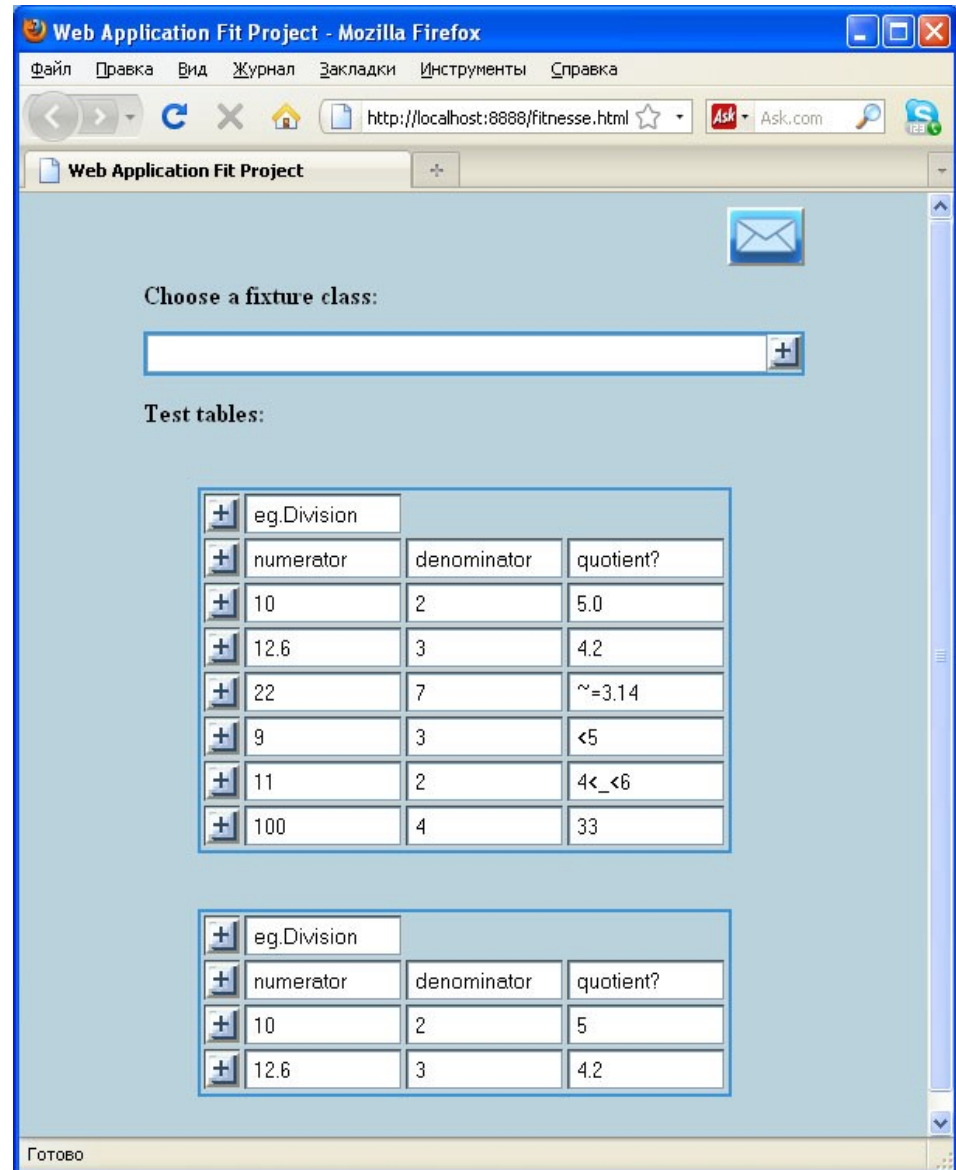 Web Application Fit Project - Mozilla Firefox
Файл Правка Вид Журнал Закладки Инструменты Справка
http://localhost:8888/fitnesse.html Ask Ask.com
Web Application Fit Project
Choose a fixture class:
+
Test tables:
+ eg.Division
+ numerator denominator quotient?
+ 10 2 5.0
+ 12.6 3 4.2
+ 22 7 ~=3.14
+ 9 3 <5
+ 11 2 4<_<6
+ 100 4 33
+ eg.Division
+ numerator denominator quotient?
+ 10 2 5
+ 12.6 3 4.2
Готово